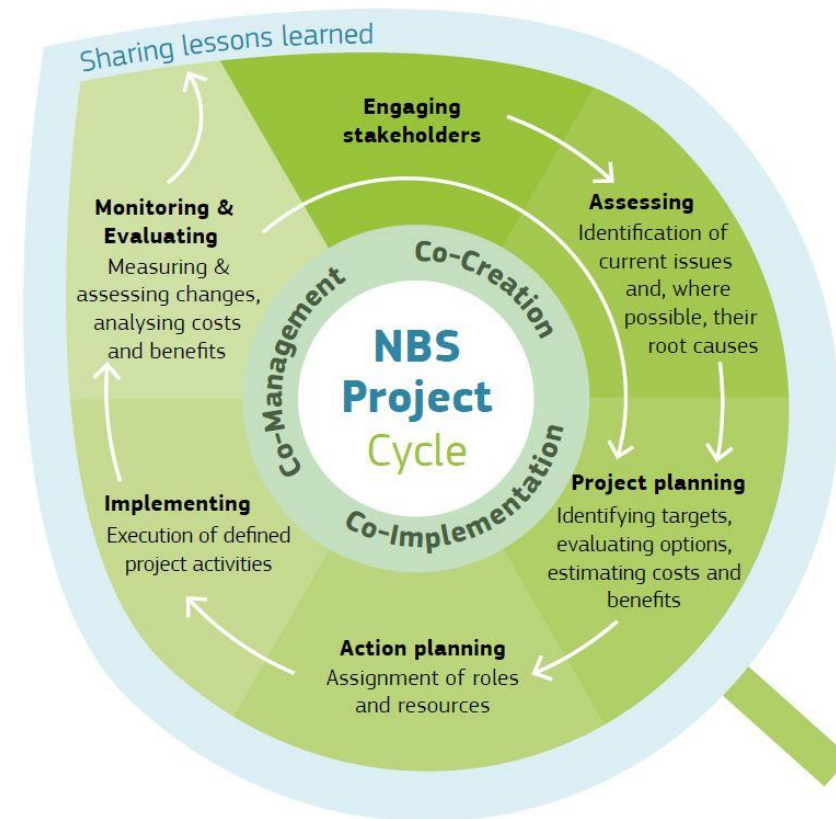 Sharing lessons learned
Engaging
stakeholders
Assessing
Identification of
current issues
and, where
possible, their
root causes
Project planning
Identifying targets,
evaluating options,
estimating costs and
benefits
Action planning
Assignment of roles
and resources
Implementing
Execution of defined
project activities
Monitoring &
Evaluating
Measuring &
assessing changes,
analysing costs
and benefits
Co-Creation
Co-Implementation
Co-Management
NBS
Project
Cycle